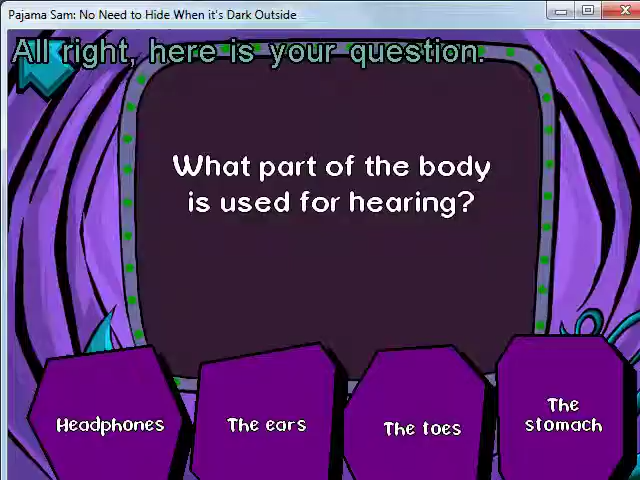 Pajama Sam: No Need to Hide When it's Dark Outside
All right, here is your question.
What part of the body
is used for hearing?
Headphones
The ears
The toes
The
stomach